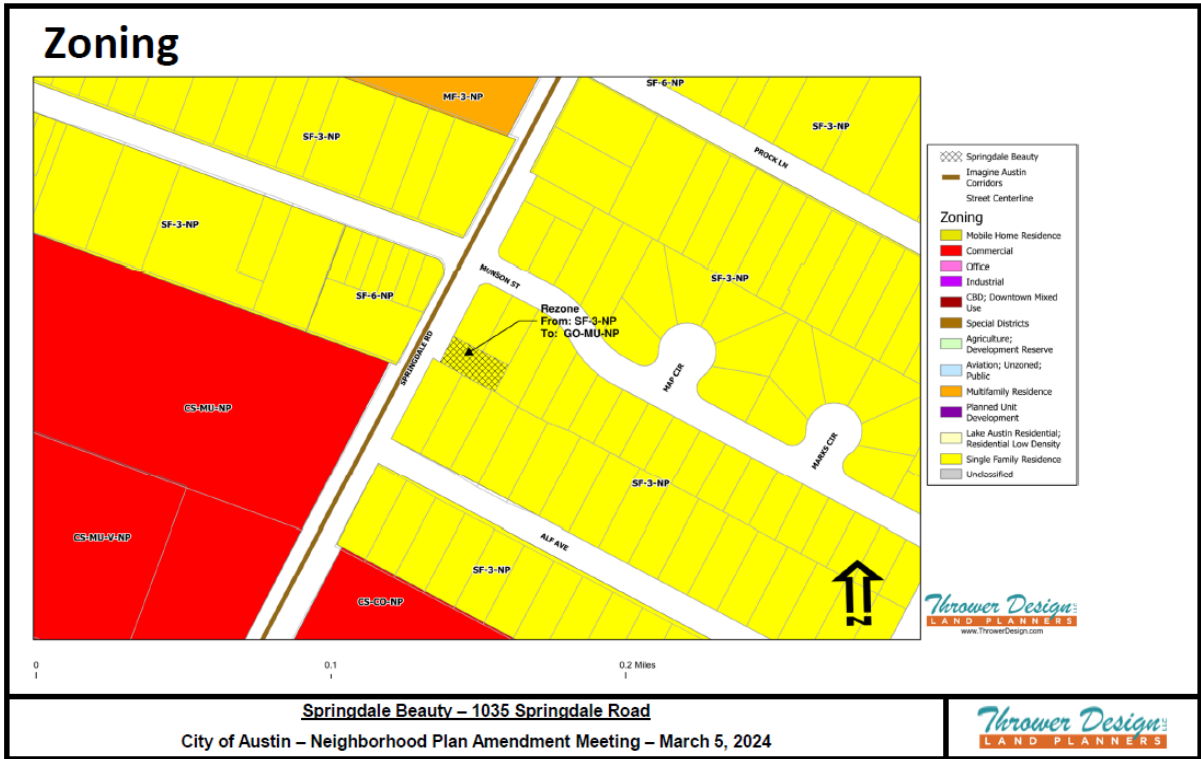 Zoning
MF-3-NP
SF-6-NP
SF-3-NP
SF-3-NP
PROCK LN
SF-3-NP
SF-6-NP
MUNSON ST
SF-3-NP
Rezone
From: SF-3-NP
To: GO-MU-NP
SPRINGDALE RD
MAP CIR
CS-MU-NP
MARKS CIR
SF-3-NP
CS-MU-V-NP
ALF AVE
SF-3-NP
CS-CO-NP
N
Springdale Beauty
Imagine Austin
Corridors
Street Centerline
Zoning
Mobile Home Residence
Commercial
Office
Industrial
CBD; Downtown Mixed
Use
Special Districts
Agriculture;
Development Reserve
Aviation; Unzoned;
Public
Multifamily Residence
Planned Unit
Development
Lake Austin Residential;
Residential Low Density
Single Family Residence
Unclassified
Thrower Design LLC
LAND PLANNERS
www.ThrowerDesign.com
0 0.1 0.2 Miles
Springdale Beauty – 1035 Springdale Road
City of Austin – Neighborhood Plan Amendment Meeting – March 5, 2024
Thrower Design LLC
LAND PLANNERS